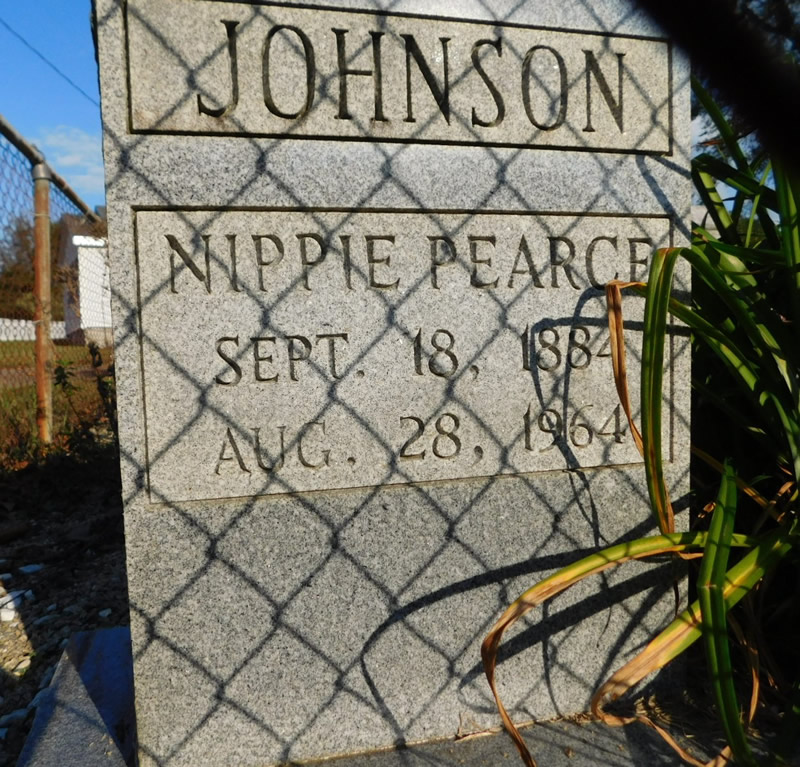 JOHNSON
NIPPIE PEARCE
SEPT. 18, 1884
AUG. 28, 1964